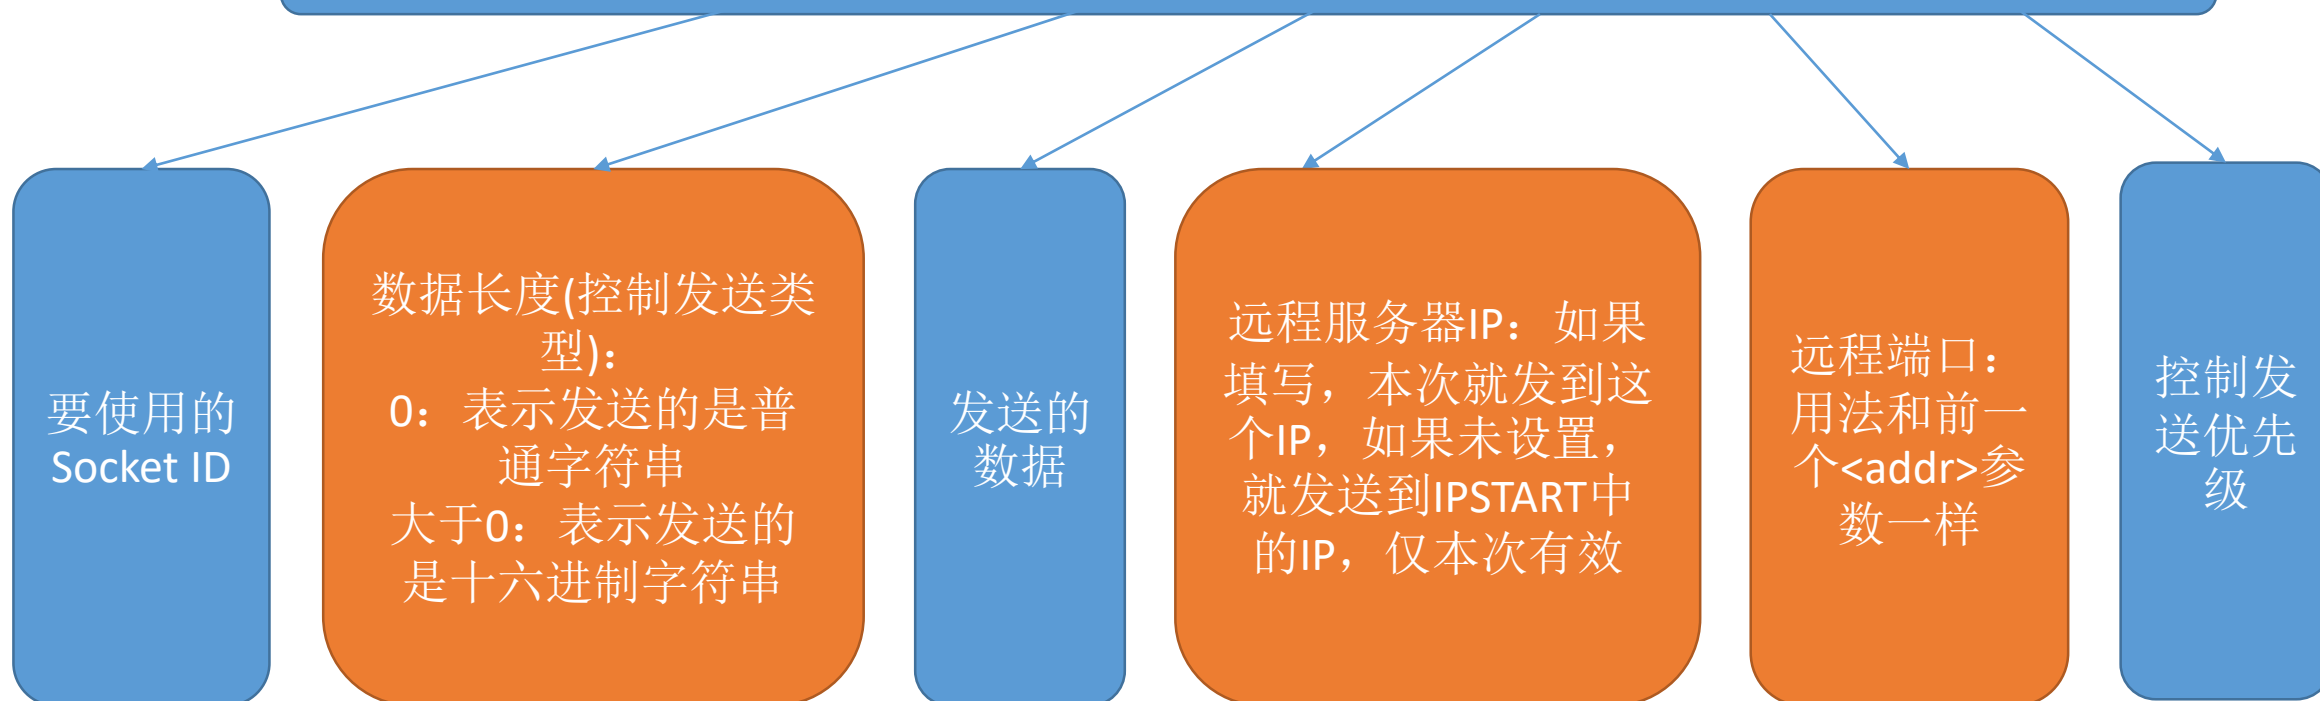 要使用的
Socket ID
数据长度(控制发送类
型)：
0：表示发送的是普
通字符串
大于0：表示发送的
是十六进制字符串
发送的
数据
远程服务器IP：如果
填写，本次就发到这
个IP，如果未设置，
就发送到IPSTART中
的IP，仅本次有效
远程端口：
用法和前一
个<addr>参
数一样
控制发
送优先
级